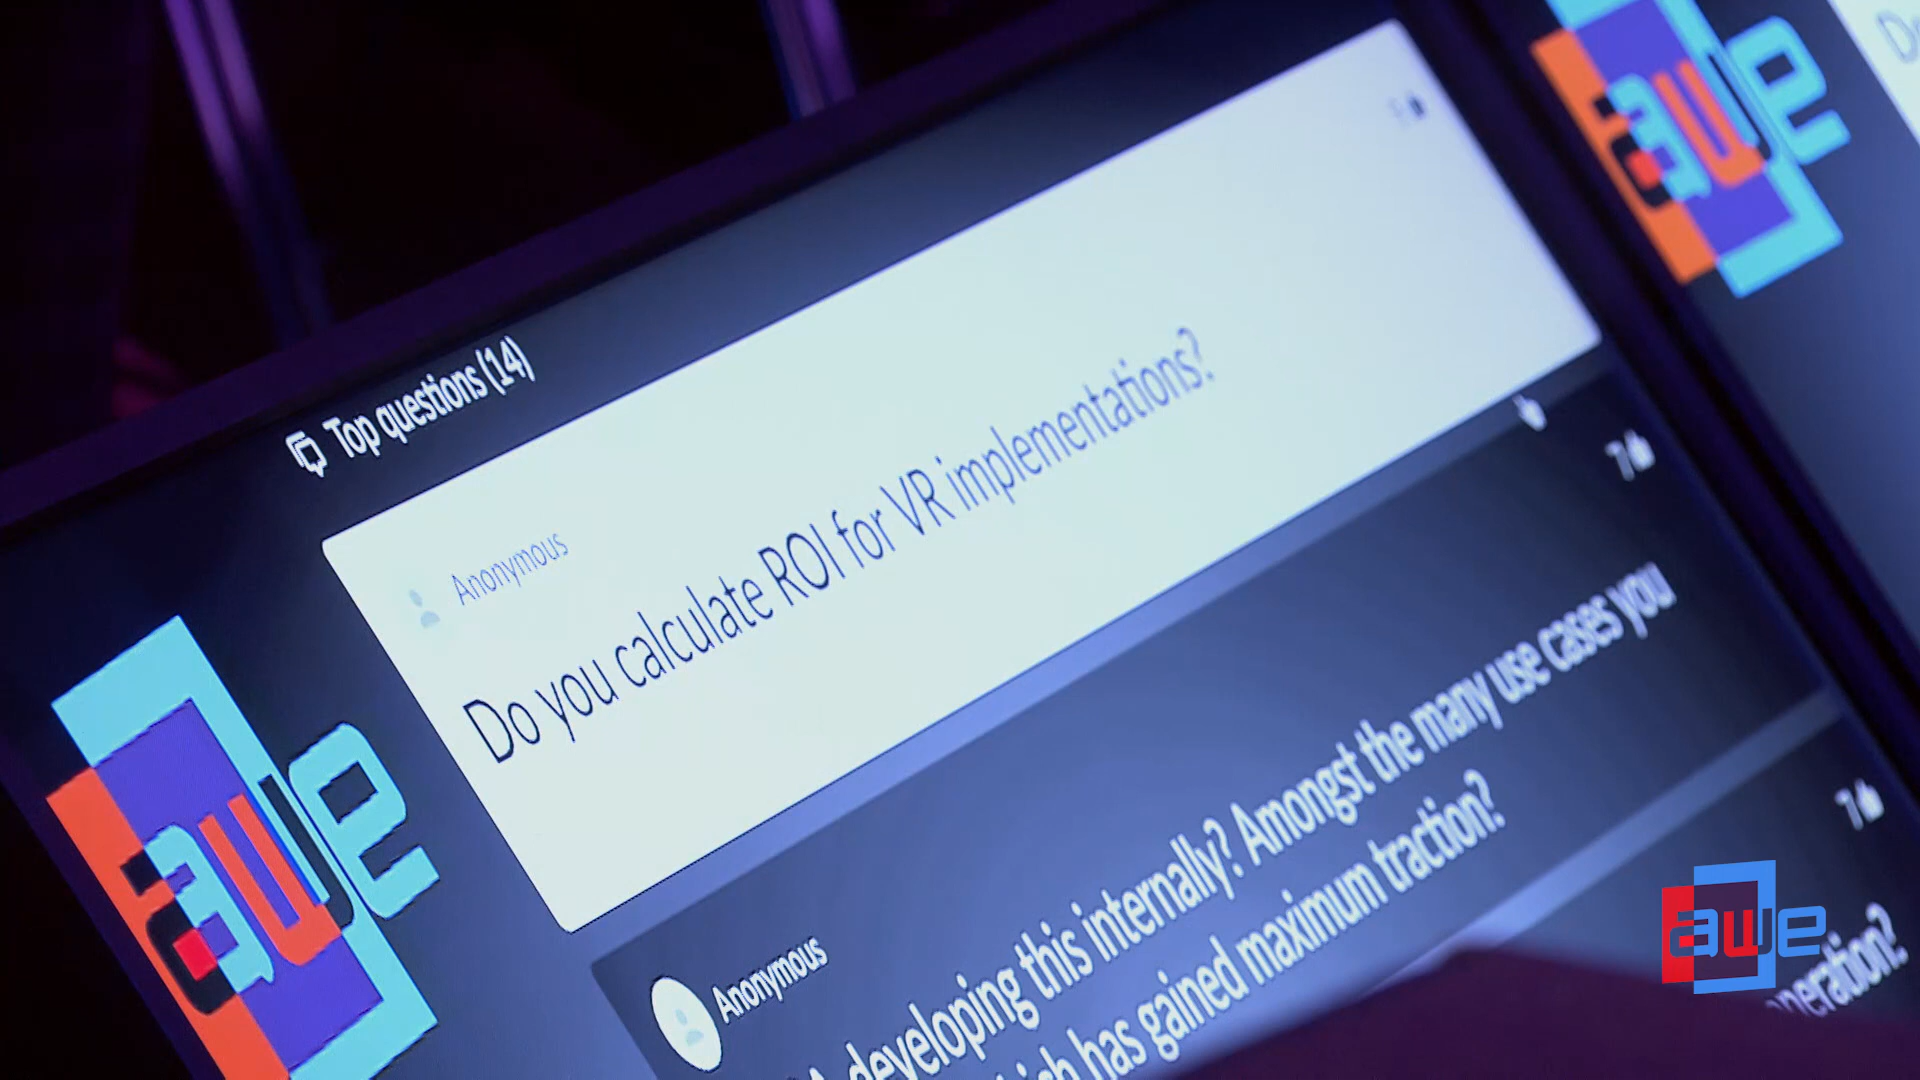 Top questions (14)
Anonymous
Do you calculate ROI for VR implementations?
7
Anonymous
developing this internally? Amongst the many use cases you
has gained maximum traction?
7
awe
awe
awe